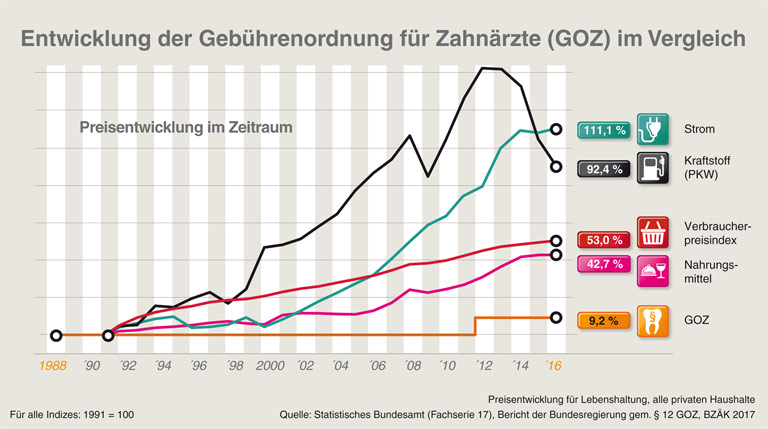 Entwicklung der Gebührenordnung für Zahnärzte (GOZ) im Vergleich
Preisentwicklung im Zeitraum
111,1 %
Strom
92,4 %
Kraftstoff
(PKW)
53,0 %
Verbraucher-
preisindex
42,7 %
Nahrungs-
mittel
9,2 %
§
GOZ
1988 ´90 ´92 ´94 ´96 ´98 2000 ´02 ´04 ´06 ´08 ´10 ´12 ´14 ´16
Preisentwicklung für Lebenshaltung, alle privaten Haushalte
Für alle Indizes: 1991 = 100
Quelle: Statistisches Bundesamt (Fachserie 17), Bericht der Bundesregierung gem. § 12 GOZ, BZÄK 2017